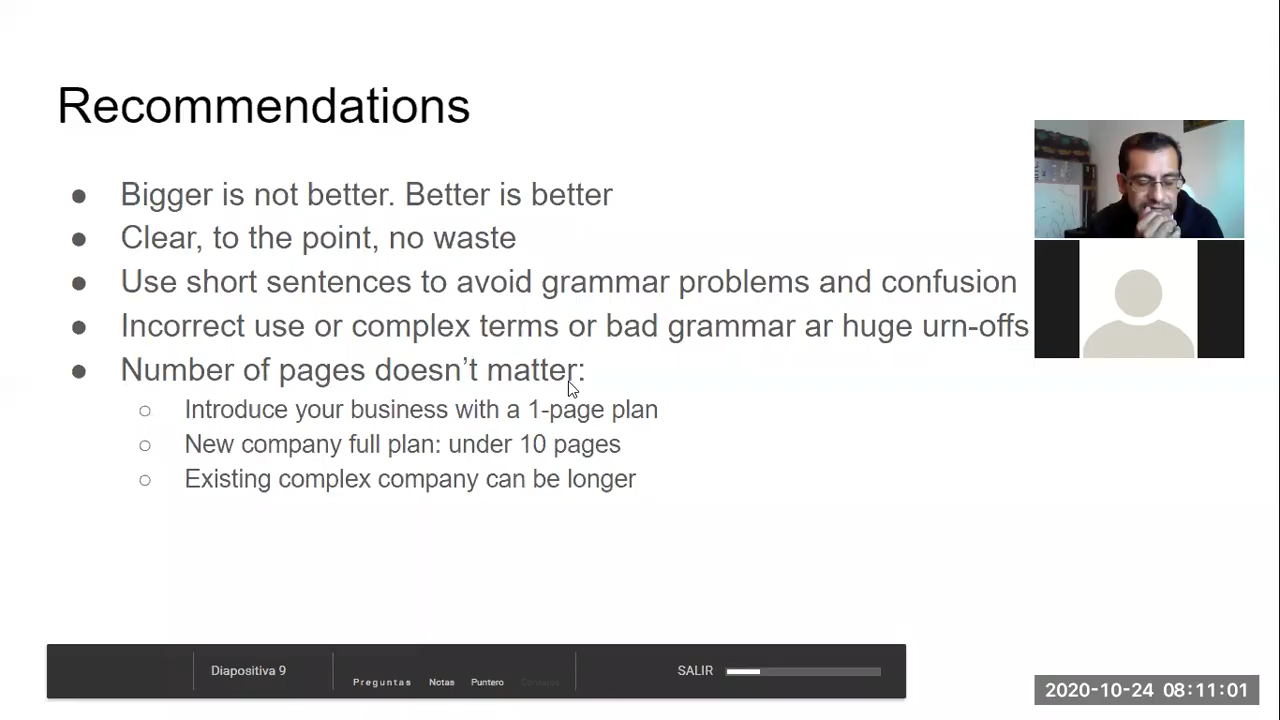 Recommendations
● Bigger is not better. Better is better
● Clear, to the point, no waste
● Use short sentences to avoid grammar problems and confusion
● Incorrect use or complex terms or bad grammar ar huge urn-offs
● Number of pages doesn’t matter:
○ Introduce your business with a 1-page plan
○ New company full plan: under 10 pages
○ Existing complex company can be longer
Diapositiva 9
Preguntas Notas Puntero
SALIR
2020-10-24 08:11:01